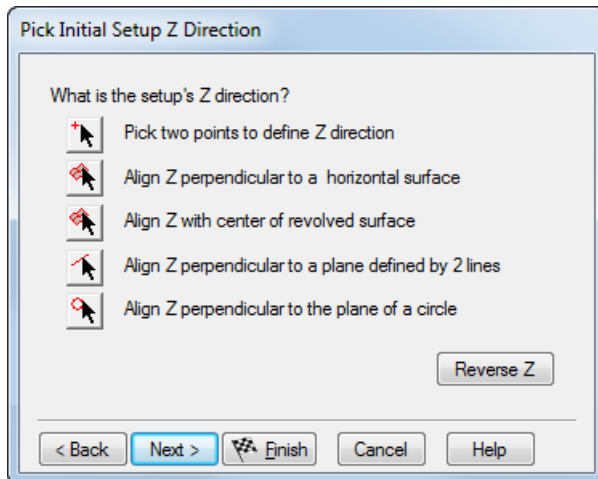 Pick Initial Setup Z Direction
What is the setup's Z direction?
Pick two points to define Z direction
Align Z perpendicular to a horizontal surface
Align Z with center of revolved surface
Align Z perpendicular to a plane defined by 2 lines
Align Z perpendicular to the plane of a circle
Reverse Z
< Back Next > Finish Cancel Help